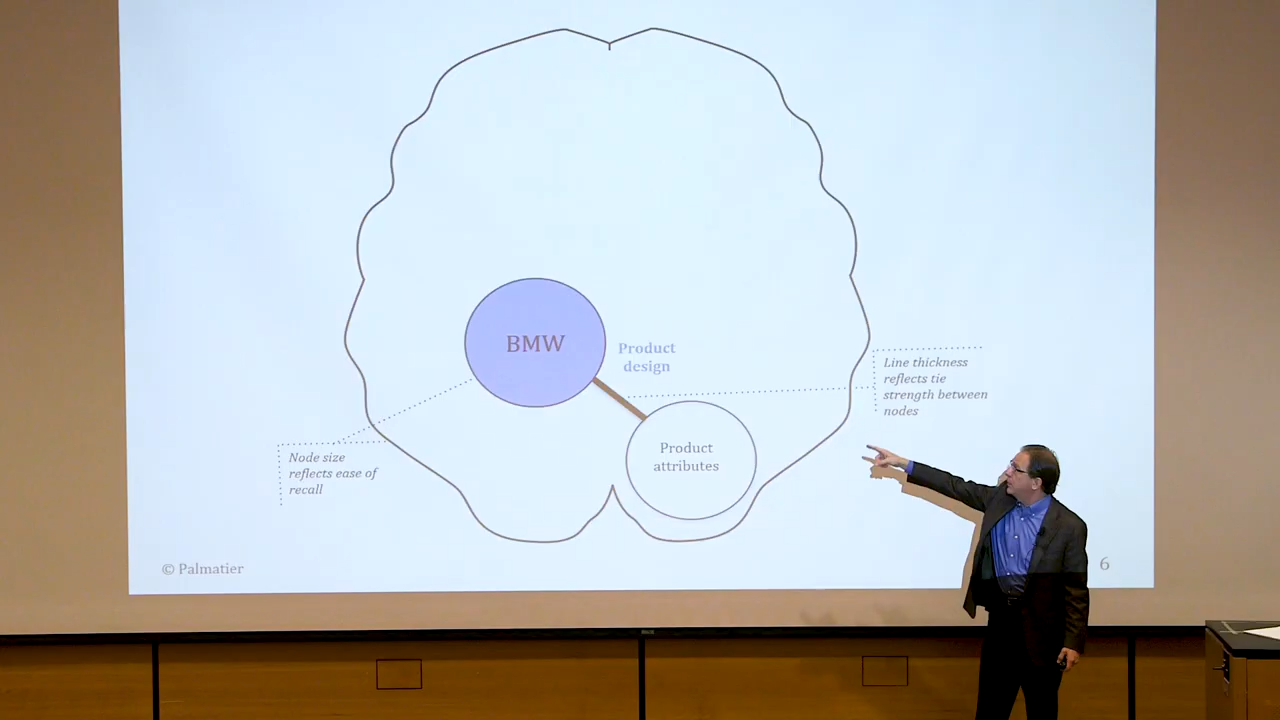 BMW
Product
design
Line thickness
reflects tie
strength between
nodes
Product
attributes
Node size
reflects ease of
recall
© Palmatier
6